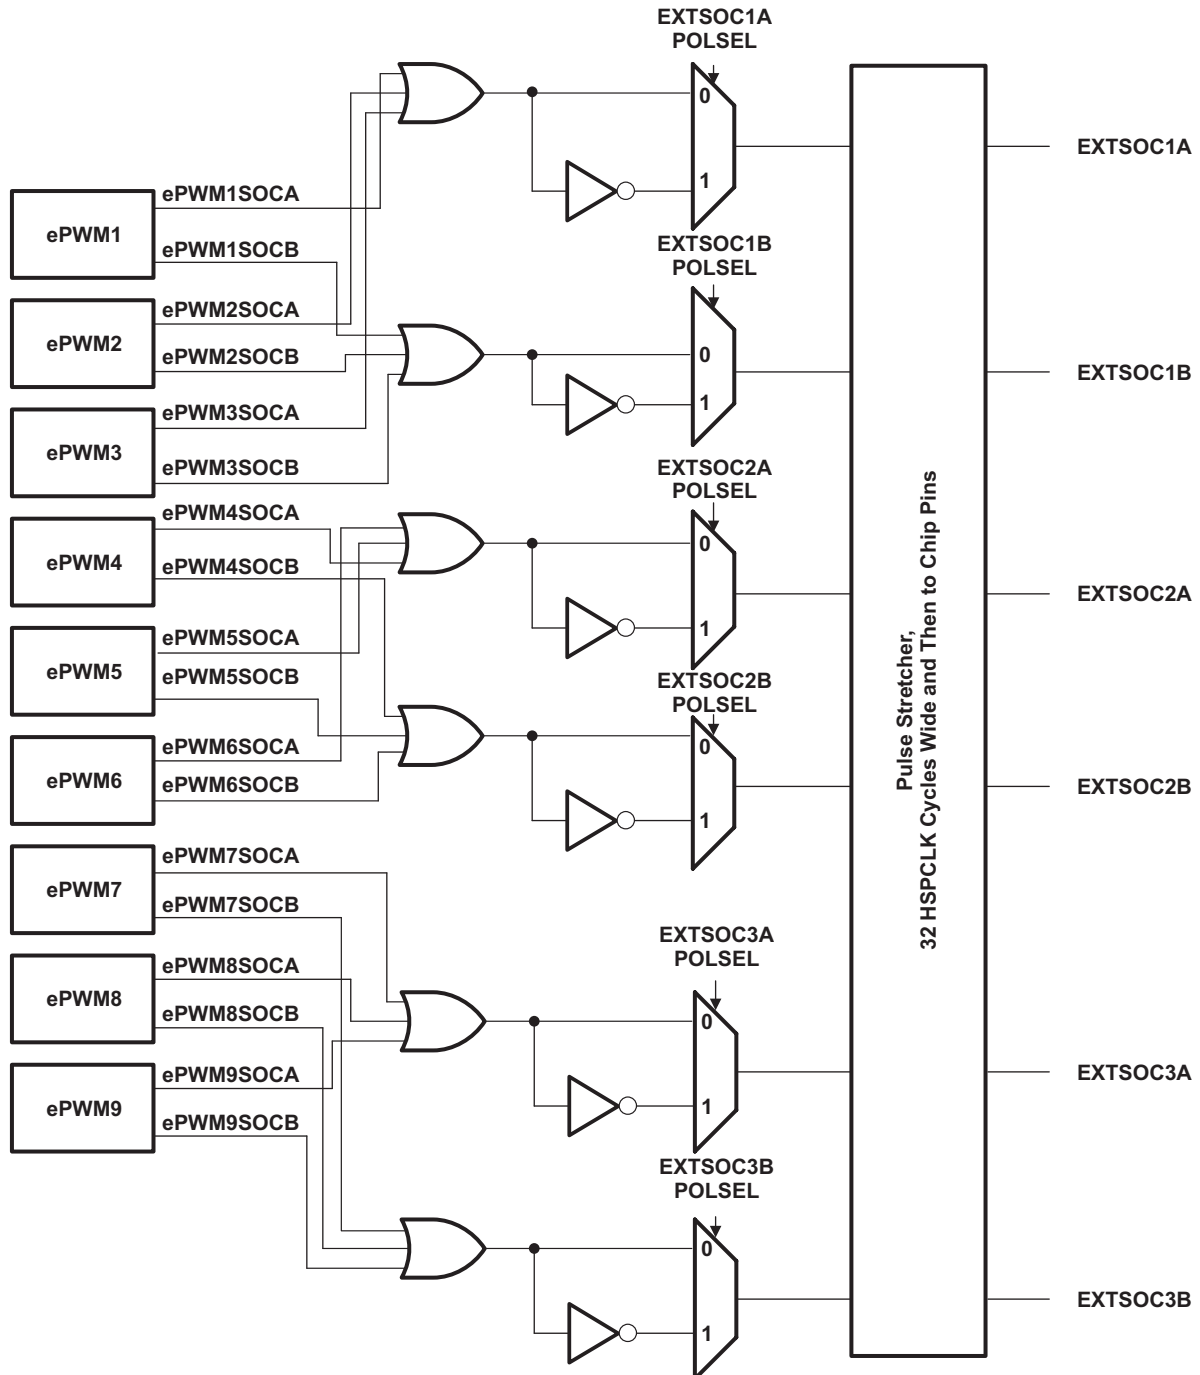 EXTSOC1A
POLSEL
0
1
EXTSOC1A
ePWM1
ePWM1SOCA
ePWM1SOCB
EXTSOC1B
POLSEL
0
1
EXTSOC1B
ePWM2
ePWM2SOCA
ePWM2SOCB
ePWM3
ePWM3SOCA
ePWM3SOCB
EXTSOC2A
POLSEL
0
1
EXTSOC2A
ePWM4
ePWM4SOCA
ePWM4SOCB
ePWM5
ePWM5SOCA
ePWM5SOCB
EXTSOC2B
POLSEL
0
1
EXTSOC2B
ePWM6
ePWM6SOCA
ePWM6SOCB
Pulse Stretcher,
32 HSPCLK Cycles Wide and Then to Chip Pins
ePWM7
ePWM7SOCA
ePWM7SOCB
EXTSOC3A
POLSEL
0
1
EXTSOC3A
ePWM8
ePWM8SOCA
ePWM8SOCB
ePWM9
ePWM9SOCA
ePWM9SOCB
EXTSOC3B
POLSEL
0
1
EXTSOC3B